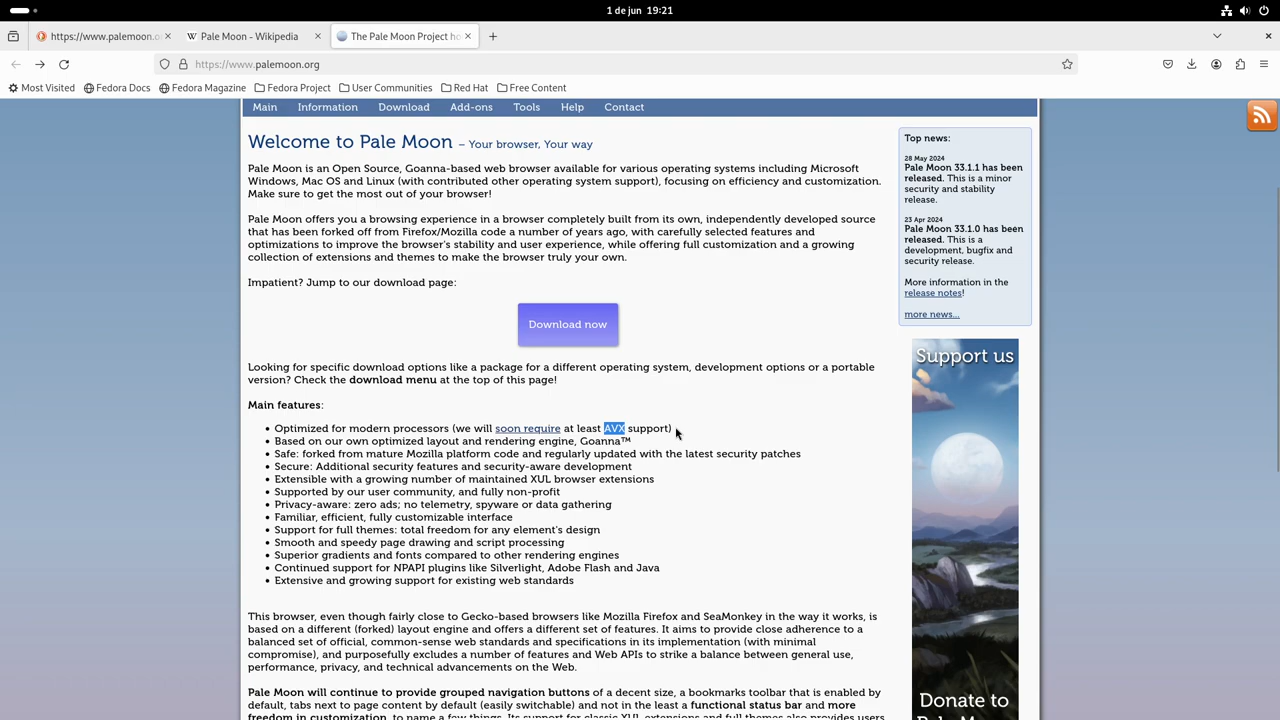 1 de jun 19:21
https://www.palemoon.o
Pale Moon - Wikipedia
The Pale Moon Project ho
https://www.palemoon.org
Most Visited
Fedora Docs
Fedora Magazine
Fedora Project
User Communities
Red Hat
Free Content
Main
Information
Download
Add-ons
Tools
Help
Contact
Welcome to Pale Moon – Your browser, Your way
Pale Moon is an Open Source, Goanna-based web browser available for various operating systems including Microsoft
Windows, Mac OS and Linux (with contributed other operating system support), focusing on efficiency and customization.
Make sure to get the most out of your browser!
Pale Moon offers you a browsing experience in a browser completely built from its own, independently developed source
that has been forked off from Firefox/Mozilla code a number of years ago, with carefully selected features and
optimizations to improve the browser's stability and user experience, while offering full customization and a growing
collection of extensions and themes to make the browser truly your own.
Impatient? Jump to our download page:
Download now
Looking for specific download options like a package for a different operating system, development options or a portable
version? Check the download menu at the top of this page!
Main features:
• Optimized for modern processors (we will soon require at least AVX support)
• Based on our own optimized layout and rendering engine, Goanna™
• Safe: forked from mature Mozilla platform code and regularly updated with the latest security patches
• Secure: Additional security features and security-aware development
• Extensible with a growing number of maintained XUL browser extensions
• Supported by our user community, and fully non-profit
• Privacy-aware: zero ads; no telemetry, spyware or data gathering
• Familiar, efficient, fully customizable interface
• Support for full themes: total freedom for any element's design
• Smooth and speedy page drawing and script processing
• Superior gradients and fonts compared to other rendering engines
• Continued support for NPAPI plugins like Silverlight, Adobe Flash and Java
• Extensive and growing support for existing web standards
This browser, even though fairly close to Gecko-based browsers like Mozilla Firefox and SeaMonkey in the way it works, is
based on a different (forked) layout engine and offers a different set of features. It aims to provide close adherence to a
balanced set of official, common-sense web standards and specifications in its implementation (with minimal
compromise), and purposefully excludes a number of features and Web APIs to strike a balance between general use,
performance, privacy, and technical advancements on the Web.
Pale Moon will continue to provide grouped navigation buttons of a decent size, a bookmarks toolbar that is enabled by
default, tabs next to page content by default (easily switchable) and not in the least a functional status bar and more
freedom in customization, to name a few things. Its support for classic XUL extensions and full themes also provides users
Top news:
28 May 2024
Pale Moon 33.1.1 has been
released. This is a minor
security and stability
release.
23 Apr 2024
Pale Moon 33.1.0 has been
released. This is a
development, bugfix and
security release.
More information in the
release notes!
more news...
Support us
Donate to
Pale Moon